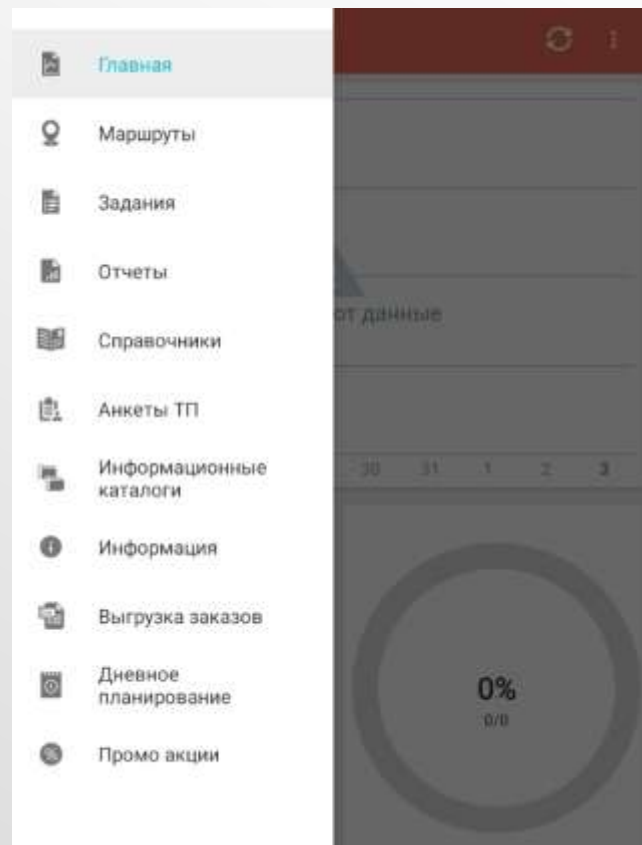 Главная
Маршруты
Задания
Отчеты
Справочники
Анкеты ТП
Информационные
каталоги
Информация
Выгрузка заказов
Дневное
планирование
Промо акции
данные
30 31 1 2 3
0%
0/0